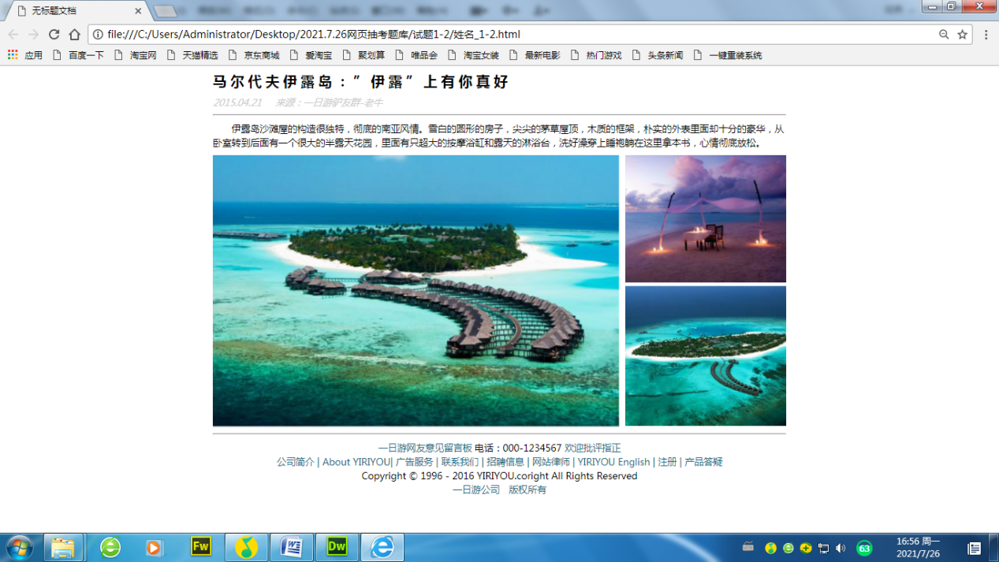 无标题文档
file:///C:/Users/Administrator/Desktop/2021.7.26网页抽考题库/试题1-2/姓名_1-2.html
应用 百度一下 淘宝网 天猫精选 京东商城 爱淘宝 聚划算 唯品会 淘宝女装 最新电影 热门游戏 头条新闻 一键重装系统
马尔代夫伊露岛：”伊露”上有你真好
2015.04.21 来源：一日游驴友群-老牛
伊露岛沙滩屋的构造很独特，彻底的南亚风情。雪白的圆形的房子，尖尖的茅草屋顶，木质的框架，朴实的外表里面却十分的豪华，从
卧室转到后面有一个很大的半露天花园，里面有只超大的按摩浴缸和露天的淋浴台，洗好澡穿上睡袍躺在这里拿本书，心情彻底放松。
一日游网友意见留言板 电话：000-1234567 欢迎批评指正
公司简介 | About YIRIYOU| 广告服务 | 联系我们 | 招聘信息 | 网站律师 | YIRIYOU English | 注册 | 产品答疑
Copyright © 1996 - 2016 YIRIYOU.coright All Rights Reserved
一日游公司 版权所有
Fw
Dw
63
16:56 周一
2021/7/26